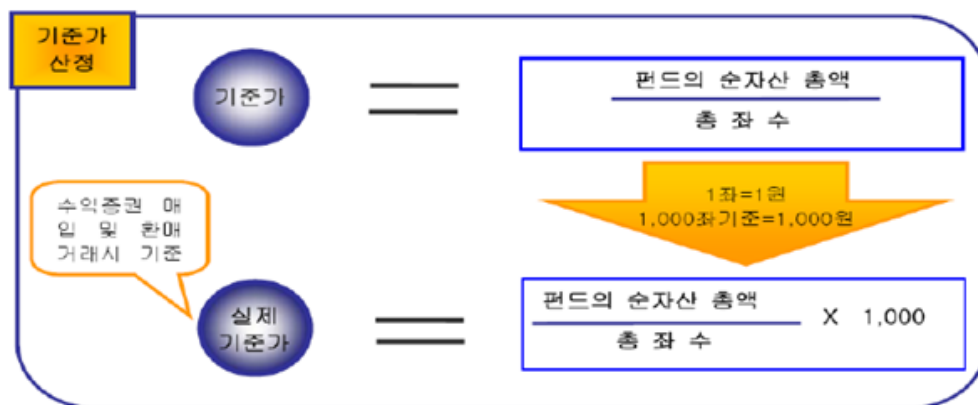 기준가
산정
기준가
펀드의 순자산 총액
총 좌 수
1좌=1원
1,000좌기준=1,000원
수익증권 매
입 및 환매
거래시 기준
실제
기준가
펀드의 순자산 총액
총 좌 수
X 1,000